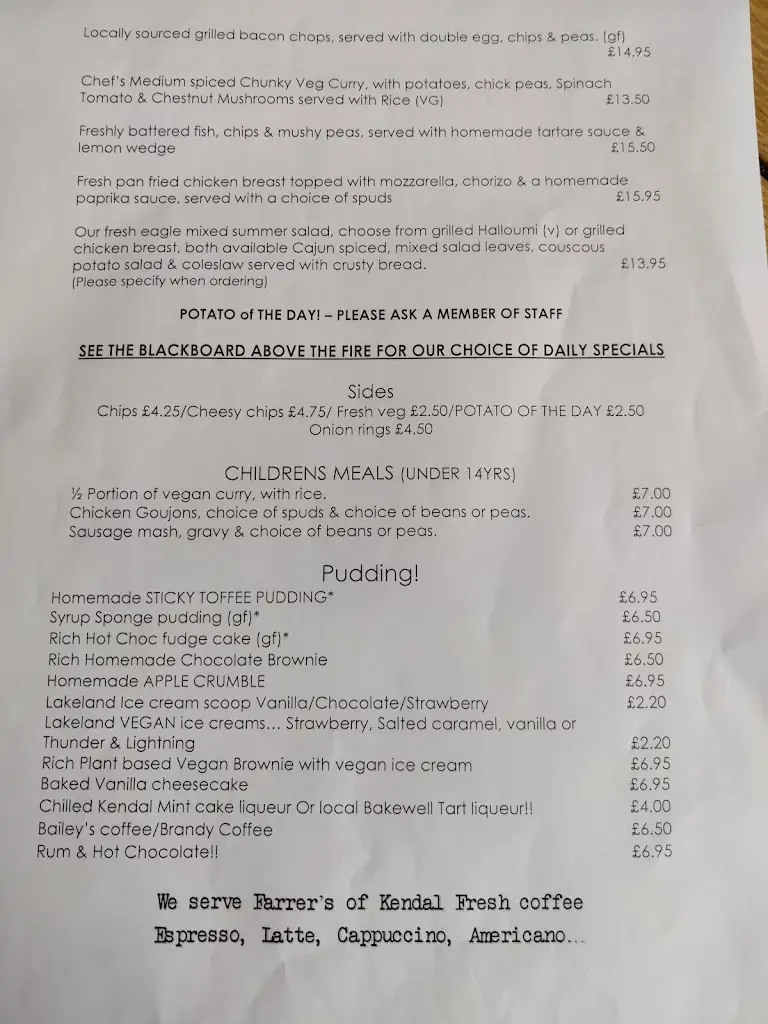 Locally sourced grilled bacon chops, served with double egg, chips & peas. (gf)
£14.95
Chef's Medium spiced Chunky Veg Curry, with potatoes, chick peas, Spinach
Tomato & Chestnut Mushrooms served with Rice (VG) £13.50
Freshly battered fish, chips & mushy peas, served with homemade tartare sauce &
lemon wedge £15.50
Fresh pan fried chicken breast topped with mozzarella, chorizo & a homemade
paprika sauce, served with a choice of spuds £15.95
Our fresh eagle mixed summer salad, choose from grilled Halloumi (v) or grilled
chicken breast, both available Cajun spiced, mixed salad leaves, couscous
potato salad & coleslaw served with crusty bread. £13.95
(Please specify when ordering)
POTATO of THE DAY! – PLEASE ASK A MEMBER OF STAFF
SEE THE BLACKBOARD ABOVE THE FIRE FOR OUR CHOICE OF DAILY SPECIALS
Sides
Chips £4.25/Cheesy chips £4.75/ Fresh veg £2.50/POTATO OF THE DAY £2.50
Onion rings £4.50
CHILDRENS MEALS (UNDER 14YRS)
½ Portion of vegan curry, with rice. £7.00
Chicken Goujons, choice of spuds & choice of beans or peas. £7.00
Sausage mash, gravy & choice of beans or peas. £7.00
Pudding!
Homemade STICKY TOFFEE PUDDING* £6.95
Syrup Sponge pudding (gf)* £6.50
Rich Hot Choc fudge cake (gf)* £6.95
Rich Homemade Chocolate Brownie £6.50
Homemade APPLE CRUMBLE £6.95
Lakeland Ice cream scoop Vanilla/Chocolate/Strawberry £2.20
Lakeland VEGAN ice creams... Strawberry, Salted caramel, vanilla or
Thunder & Lightning £2.20
Rich Plant based Vegan Brownie with vegan ice cream £6.95
Baked Vanilla cheesecake £6.95
Chilled Kendal Mint cake liqueur Or local Bakewell Tart liqueur!! £4.00
Bailey's coffee/Brandy Coffee £6.50
Rum & Hot Chocolate!! £6.95
We serve Farrer's of Kendal Fresh coffee
Espresso, Latte, Cappuccino, Americano...